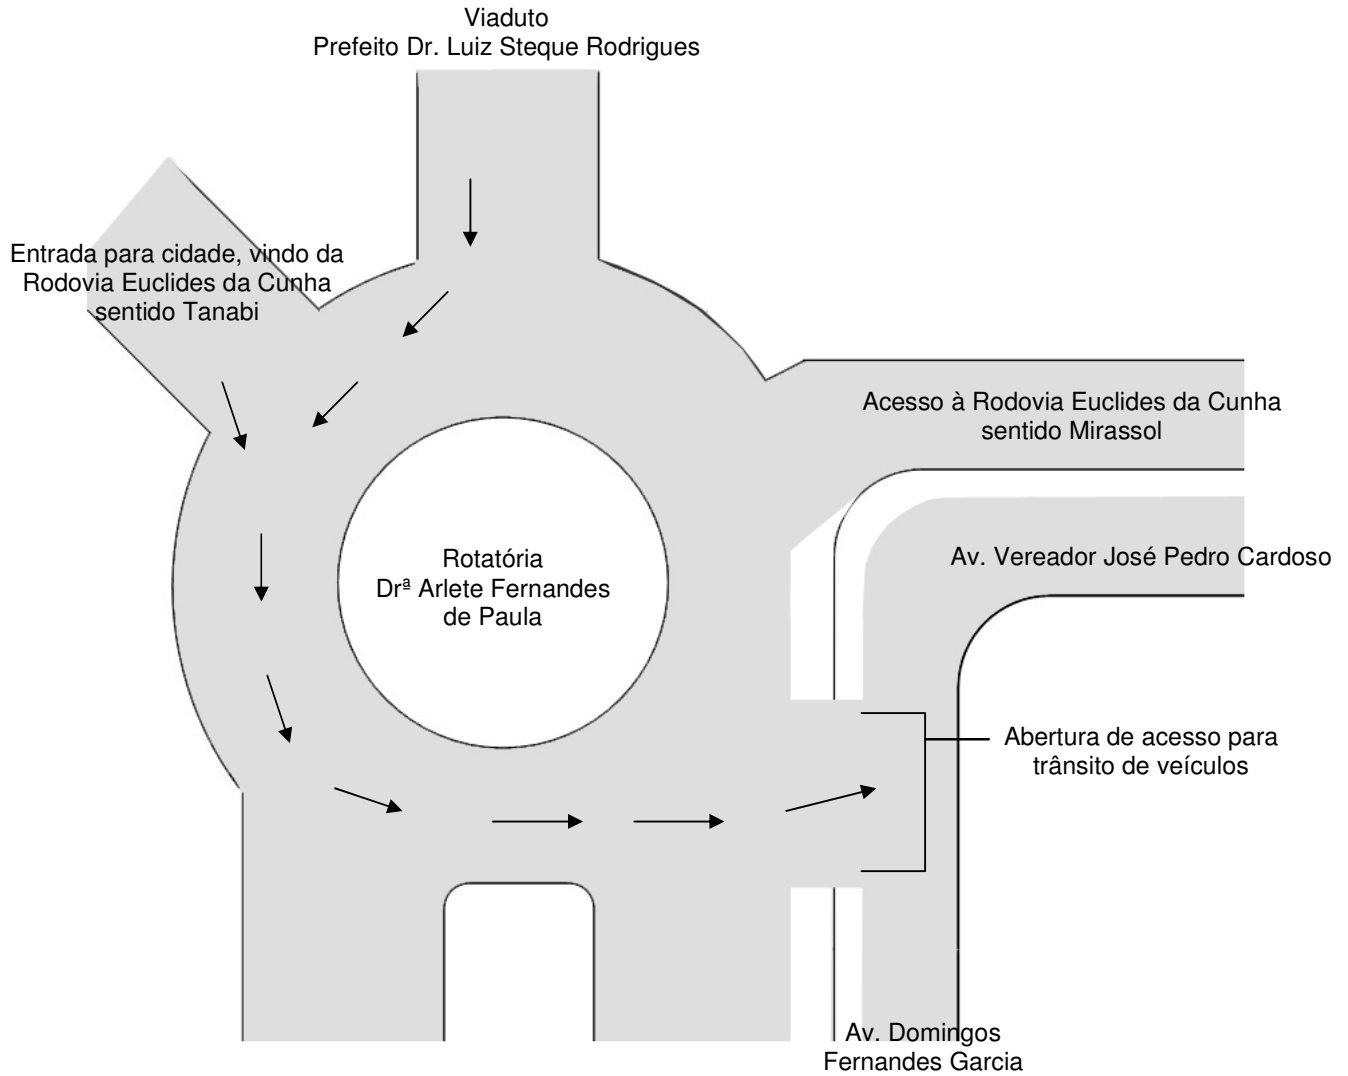 Viaduto
Prefeito Dr. Luiz Steque Rodrigues
Entrada para cidade, vindo da
Rodovia Euclides da Cunha
sentido Tanabi
Acesso à Rodovia Euclides da Cunha
sentido Mirassol
Rotatória
Drª Arlete Fernandes
de Paula
Av. Vereador José Pedro Cardoso
Abertura de acesso para
trânsito de veículos
Av. Domingos
Fernandes Garcia